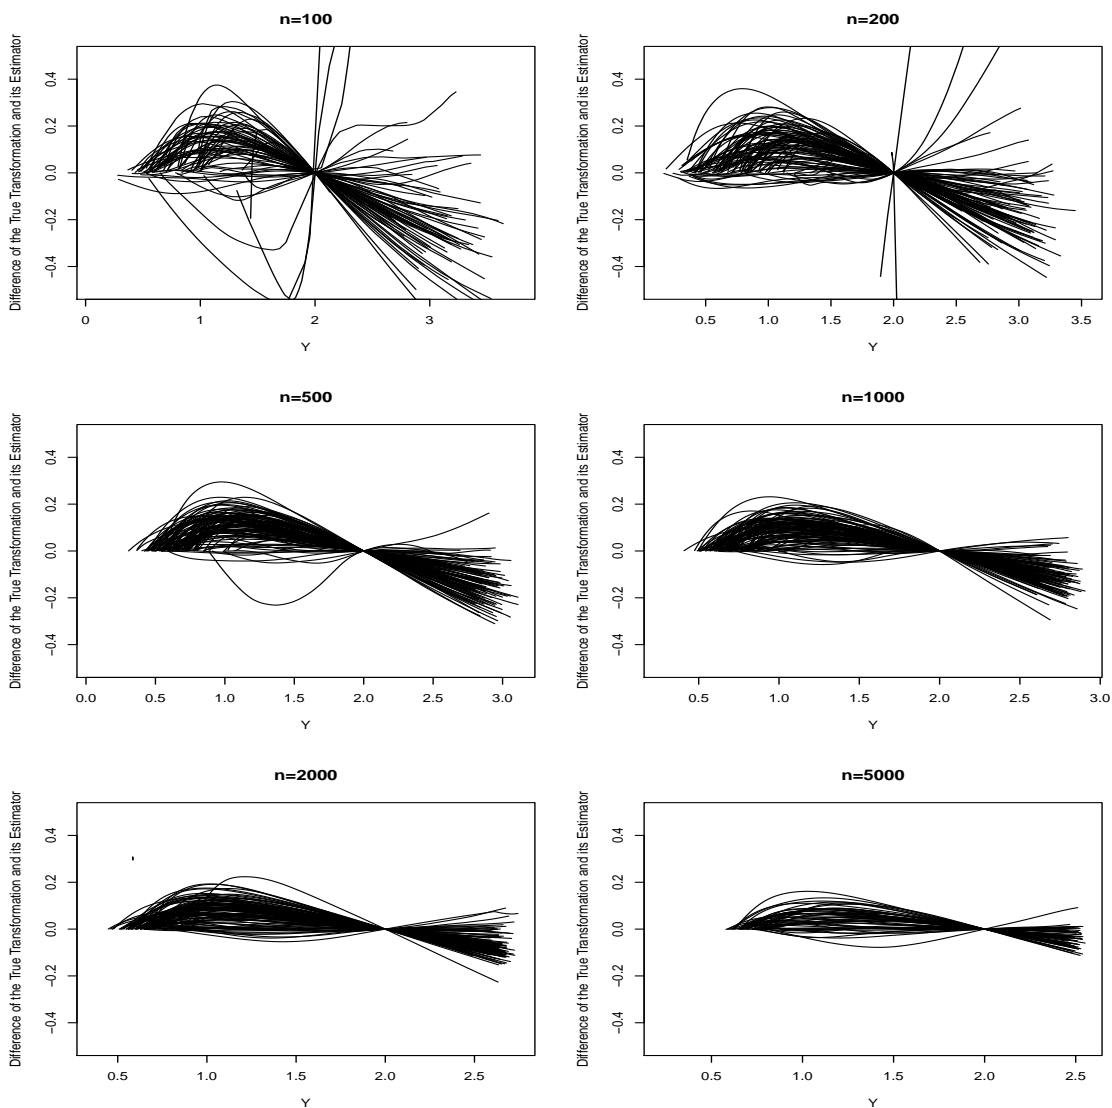 n=100
Difference of the True Transformation and its Estimator
0.4
0.2
0.0
−0.2
−0.4
0 1 2 3
Y
n=200
Difference of the True Transformation and its Estimator
0.4
0.2
0.0
−0.2
−0.4
0.5 1.0 1.5 2.0 2.5 3.0 3.5
Y
n=500
Difference of the True Transformation and its Estimator
0.4
0.2
0.0
−0.2
−0.4
0.0 0.5 1.0 1.5 2.0 2.5 3.0
Y
n=1000
Difference of the True Transformation and its Estimator
0.4
0.2
0.0
−0.2
−0.4
0.5 1.0 1.5 2.0 2.5 3.0
Y
n=2000
Difference of the True Transformation and its Estimator
0.4
0.2
0.0
−0.2
−0.4
0.5 1.0 1.5 2.0 2.5
Y
n=5000
Difference of the True Transformation and its Estimator
0.4
0.2
0.0
−0.2
−0.4
0.5 1.0 1.5 2.0 2.5
Y